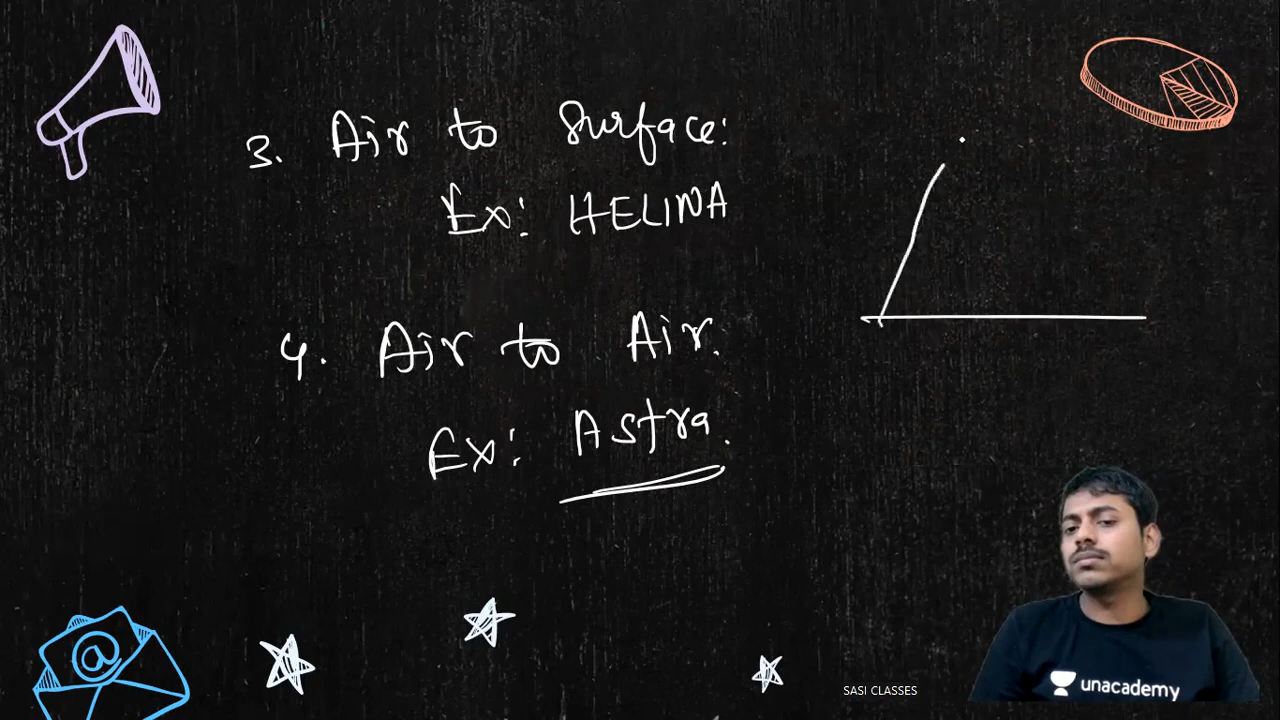 3. Air to Surface:
Ex: HELINA
4. Air to Air.
Ex: Astra.
@
SASI CLASSES
unacademy